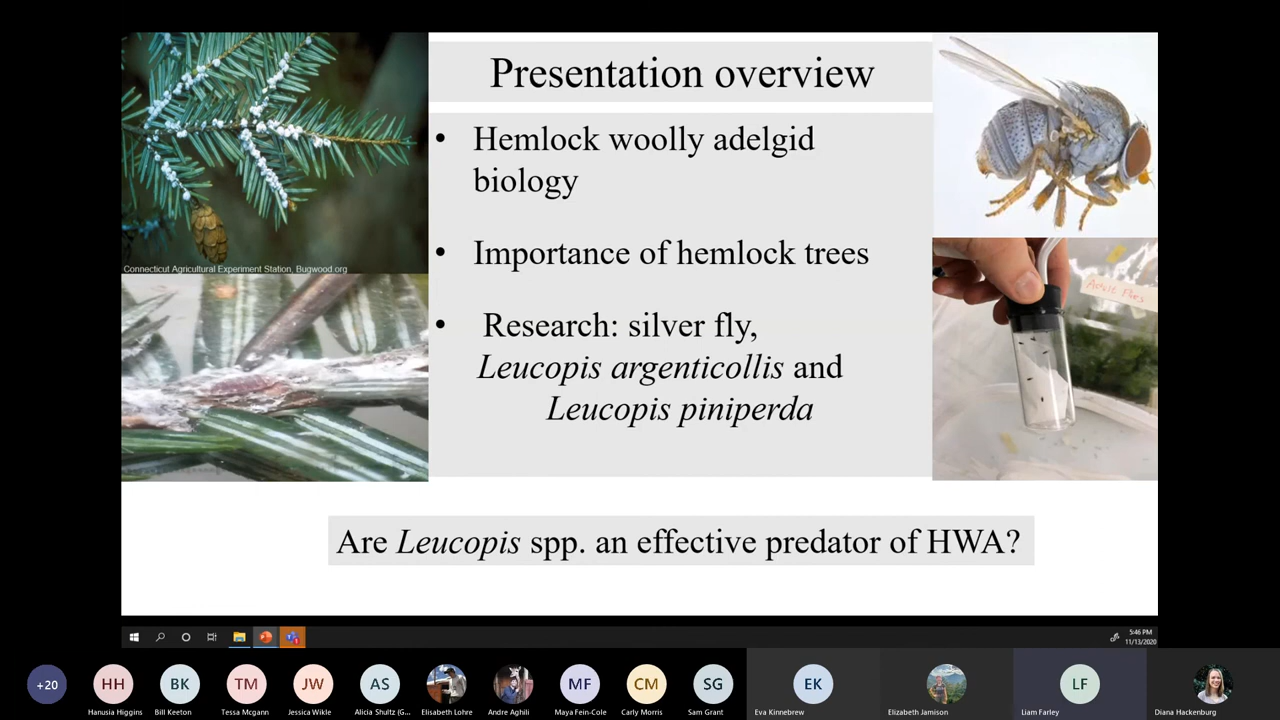 Presentation overview
• Hemlock woolly adelgid
biology
• Importance of hemlock trees
• Research: silver fly,
Leucopis argenticollis and
Leucopis piniperda
Connecticut Agricultural Experiment Station, Bugwood.org
Adult flies
Are Leucopis spp. an effective predator of HWA?
5:46 PM
11/13/2020
+20
HH
BK
TM
JW
AS
MF
CM
SG
EK
LF
Hanusia Higgins
Bill Keeton
Tessa Mcgann
Jessica Wikle
Alicia Shultz (G...
Elisabeth Lohre
Andre Aghili
Maya Fein-Cole
Carly Morris
Sam Grant
Eva Kinnebrew
Elizabeth Jamison
Liam Farley
Diana Hackenburg